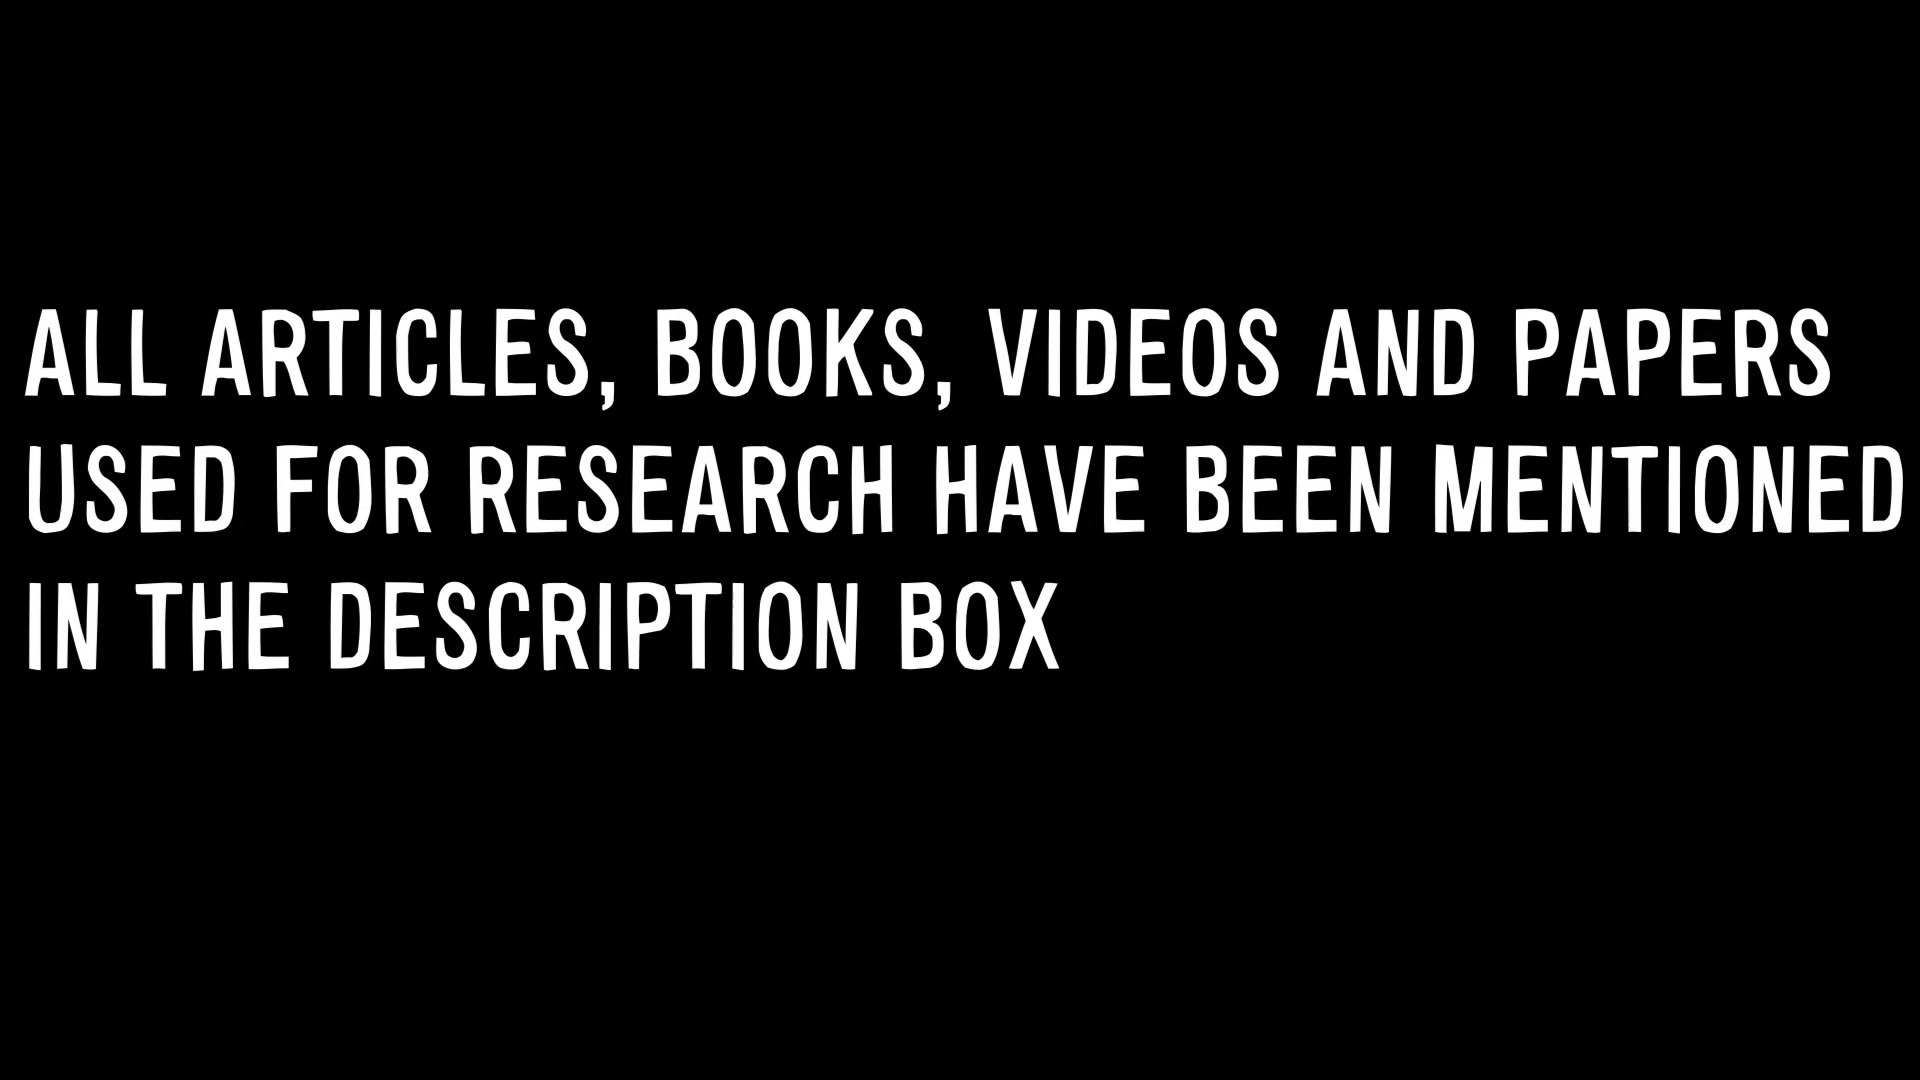 ALL ARTICLES, BOOKS, VIDEOS AND PAPERS
USED FOR RESEARCH HAVE BEEN MENTIONED
IN THE DESCRIPTION BOX